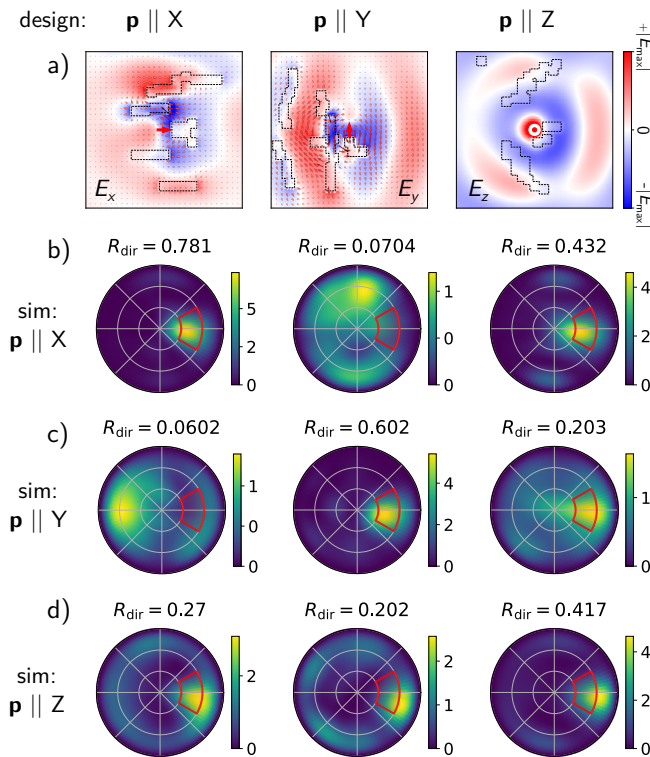 design: p || X p || Y p || Z
a)
E_x E_y E_z
+|E_max|
0
-|E_max|
b) R_dir = 0.781 R_dir = 0.0704 R_dir = 0.432
sim:
p || X
5 2 0
1 0 0
4 2 0
c) R_dir = 0.0602 R_dir = 0.602 R_dir = 0.203
sim:
p || Y
1 0 0
4 2 0
1 0
d) R_dir = 0.27 R_dir = 0.202 R_dir = 0.417
sim:
p || Z
2 0
2 1 0
4 2 0